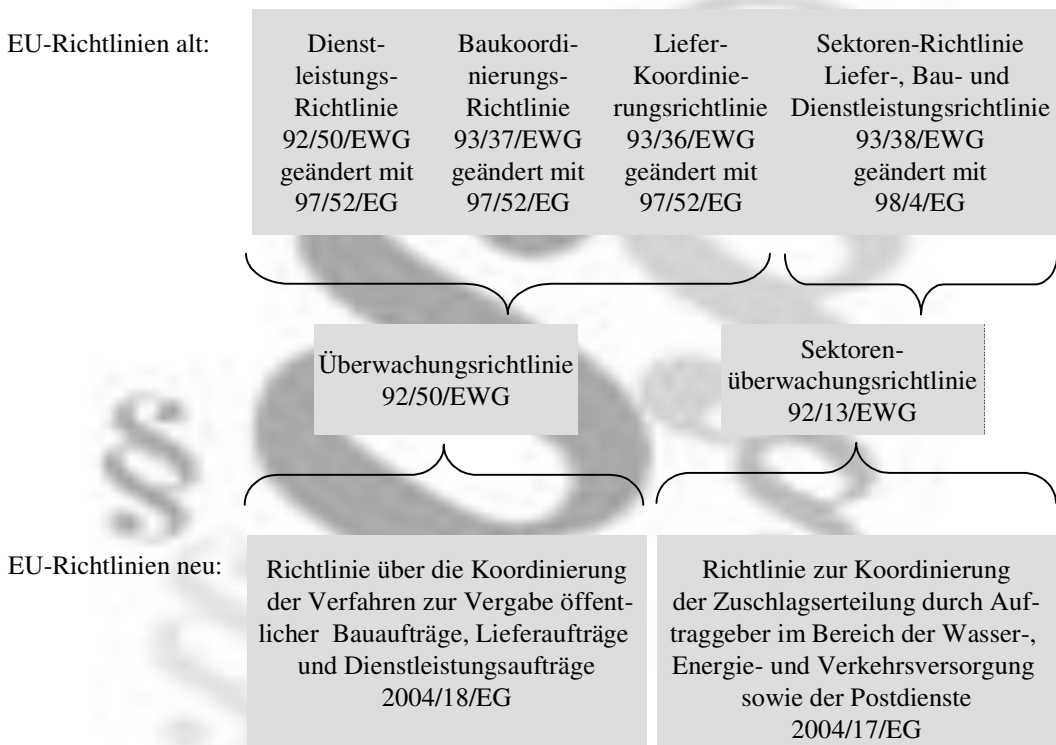 EU-Richtlinien alt:
Dienst-
leistungs-
Richtlinie
92/50/EWG
geändert mit
97/52/EG
Baukoordi-
nierungs-
Richtlinie
93/37/EWG
geändert mit
97/52/EG
Liefer-
Koordinie-
rungsrichtlinie
93/36/EWG
geändert mit
97/52/EG
Sektoren-Richtlinie
Liefer-, Bau- und
Dienstleistungsrichtlinie
93/38/EWG
geändert mit
98/4/EG
Überwachungsrichtlinie
92/50/EWG
Sektoren-
überwachungsrichtlinie
92/13/EWG
EU-Richtlinien neu:
Richtlinie über die Koordinierung
der Verfahren zur Vergabe öffent-
licher Bauaufträge, Lieferaufträge
und Dienstleistungsaufträge
2004/18/EG
Richtlinie zur Koordinierung
der Zuschlagserteilung durch Auf-
traggeber im Bereich der Wasser-,
Energie- und Verkehrsversorgung
sowie der Postdienste
2004/17/EG